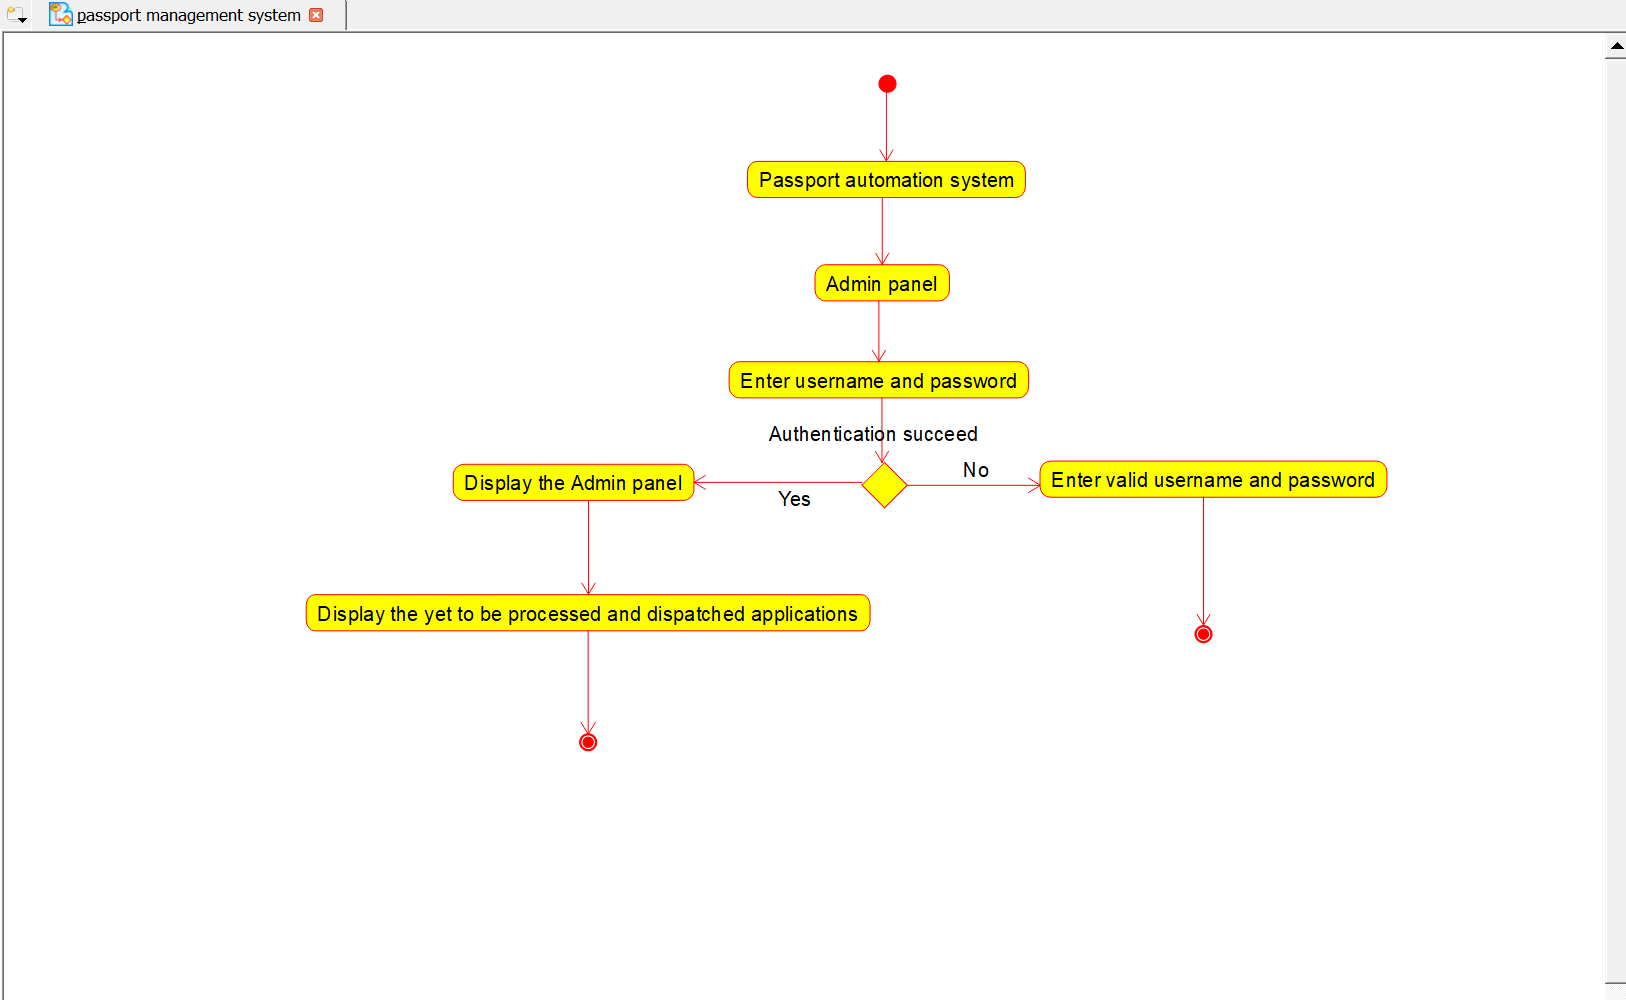 passport management system
Passport automation system
Admin panel
Enter username and password
Authentication succeed
No
Display the Admin panel
Enter valid username and password
Yes
Display the yet to be processed and dispatched applications